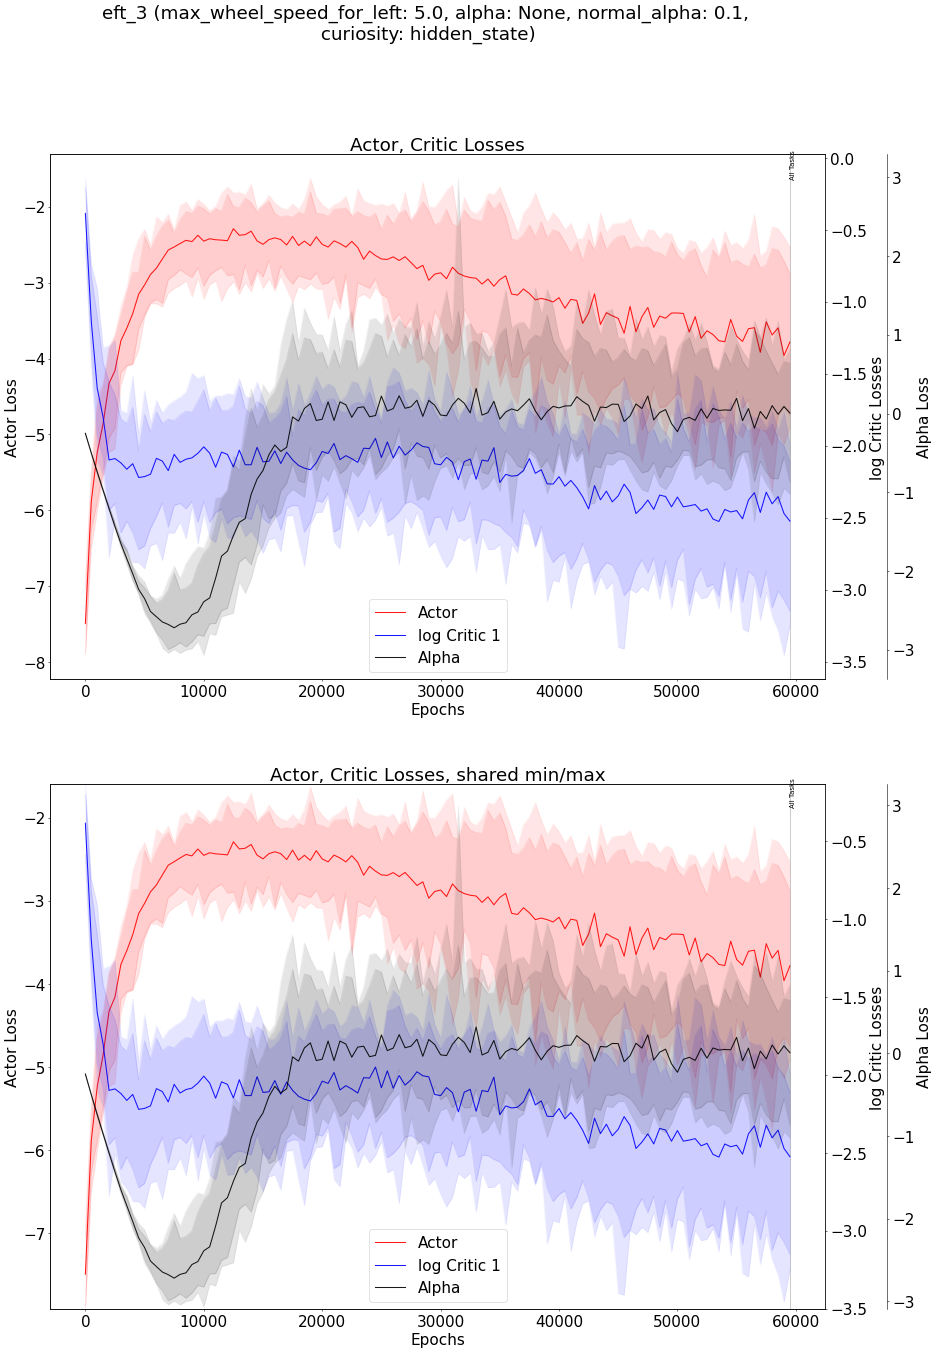 eft_3 (max_wheel_speed_for_left: 5.0, alpha: None, normal_alpha: 0.1,
curiosity: hidden_state)
Actor, Critic Losses
All Tasks
Actor Loss
−2
−3
−4
−5
−6
−7
−8
0.0
−0.5
−1.0
−1.5
−2.0
−2.5
−3.0
−3.5
log Critic Losses
3
2
1
0
−1
−2
−3
Alpha Loss
Actor
log Critic 1
Alpha
0 10000 20000 30000 40000 50000 60000
Epochs
Actor, Critic Losses, shared min/max
All Tasks
Actor Loss
−2
−3
−4
−5
−6
−7
−0.5
−1.0
−1.5
−2.0
−2.5
−3.0
−3.5
log Critic Losses
3
2
1
0
−1
−2
−3
Alpha Loss
Actor
log Critic 1
Alpha
0 10000 20000 30000 40000 50000 60000
Epochs